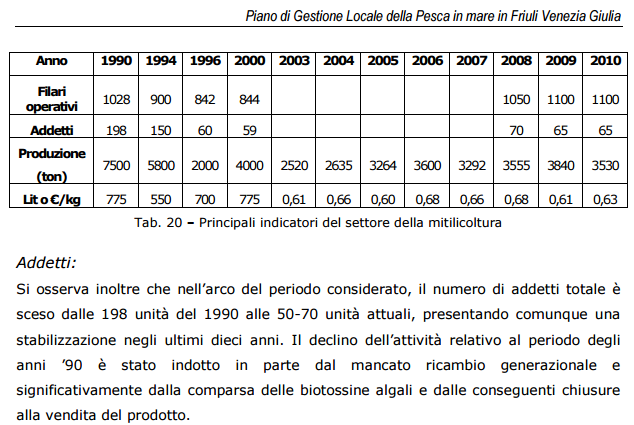 Piano di Gestione Locale della Pesca in mare in Friuli Venezia Giulia
Anno 1990 1994 1996 2000 2003 2004 2005 2006 2007 2008 2009 2010
Filari operativi 1028 900 842 844 1050 1100 1100
Addetti 198 150 60 59 70 65 65
Produzione (ton) 7500 5800 2000 4000 2520 2635 3264 3600 3292 3555 3840 3530
Lit o €/kg 775 550 700 775 0,61 0,66 0,60 0,68 0,66 0,68 0,61 0,63
Tab. 20 – Principali indicatori del settore della mitilicoltura
Addetti:
Si osserva inoltre che nell’arco del periodo considerato, il numero di addetti totale è
sceso dalle 198 unità del 1990 alle 50-70 unità attuali, presentando comunque una
stabilizzazione negli ultimi dieci anni. Il declino dell’attività relativo al periodo degli
anni ’90 è stato indotto in parte dal mancato ricambio generazionale e
significativamente dalla comparsa delle biotossine algali e dalle conseguenti chiusure
alla vendita del prodotto.